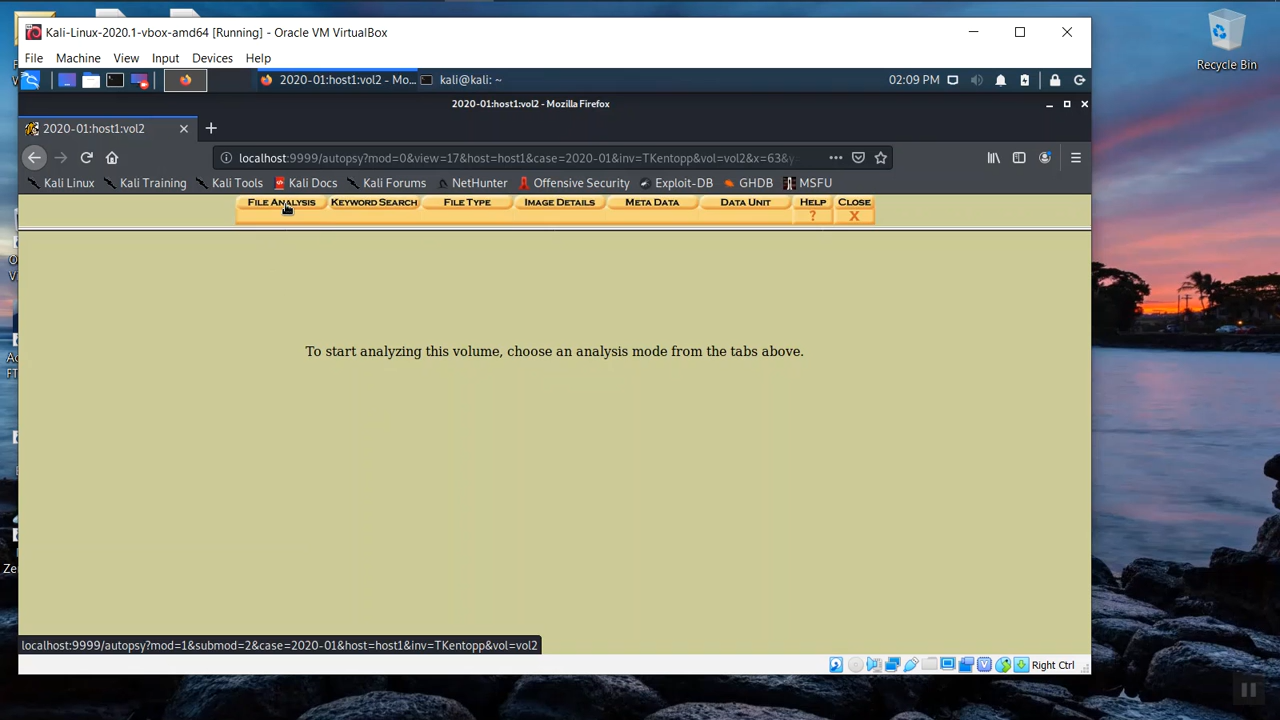 Kali-Linux-2020.1-vbox-amd64 [Running] - Oracle VM VirtualBox
Recycle Bin
File Machine View Input Devices Help
2020-01:host1:vol2 - Mo... kali@kali: ~ 02:09 PM
2020-01:host1:vol2 - Mozilla Firefox
2020-01:host1:vol2
localhost:9999/autopsy?mod=0&view=17&host=host1&case=2020-01&inv=TKentopp&vol=vol2&x=63&
Kali Linux Kali Training Kali Tools Kali Docs Kali Forums NetHunter Offensive Security Exploit-DB GHDB MSFU
FILE ANALYSIS KEYWORD SEARCH FILE TYPE IMAGE DETAILS META DATA DATA UNIT HELP CLOSE
? X
To start analyzing this volume, choose an analysis mode from the tabs above.
localhost:9999/autopsy?mod=1&submod=2&case=2020-01&host=host1&inv=TKentopp&vol=vol2
Right Ctrl